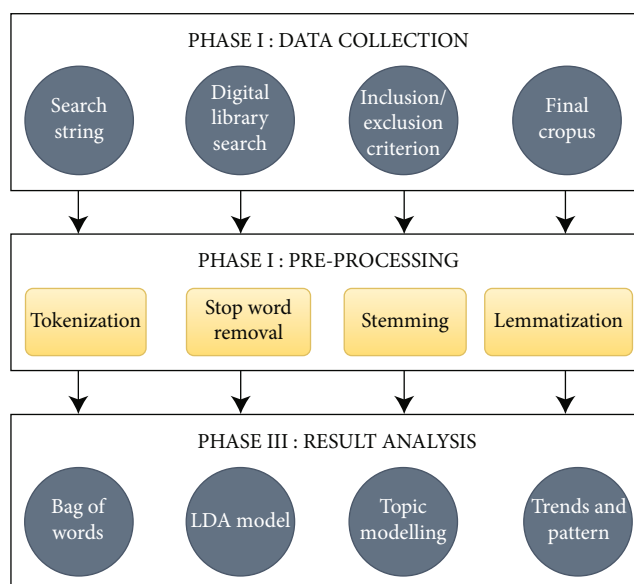 PHASE I : DATA COLLECTION
Search
string
Digital
library
search
Inclusion/
exclusion
criterion
Final
cropus
PHASE I : PRE-PROCESSING
Tokenization
Stop word
removal
Stemming
Lemmatization
PHASE III : RESULT ANALYSIS
Bag of
words
LDA model
Topic
modelling
Trends and
pattern